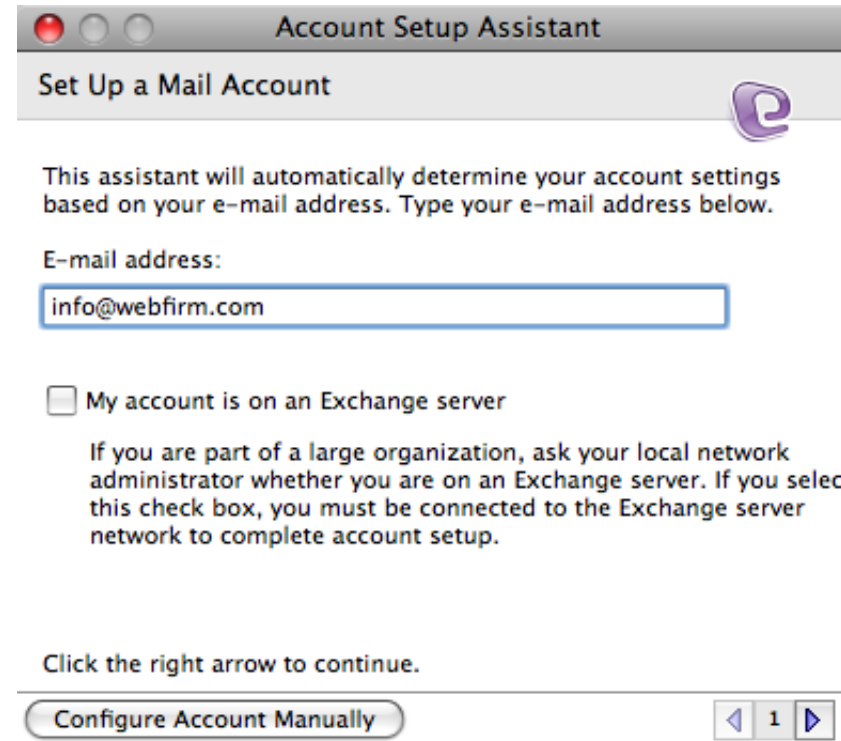 Account Setup Assistant
Set Up a Mail Account
This assistant will automatically determine your account settings
based on your e-mail address. Type your e-mail address below.
E-mail address:
info@webfirm.com
My account is on an Exchange server
If you are part of a large organization, ask your local network
administrator whether you are on an Exchange server. If you selec
this check box, you must be connected to the Exchange server
network to complete account setup.
Click the right arrow to continue.
Configure Account Manually
1